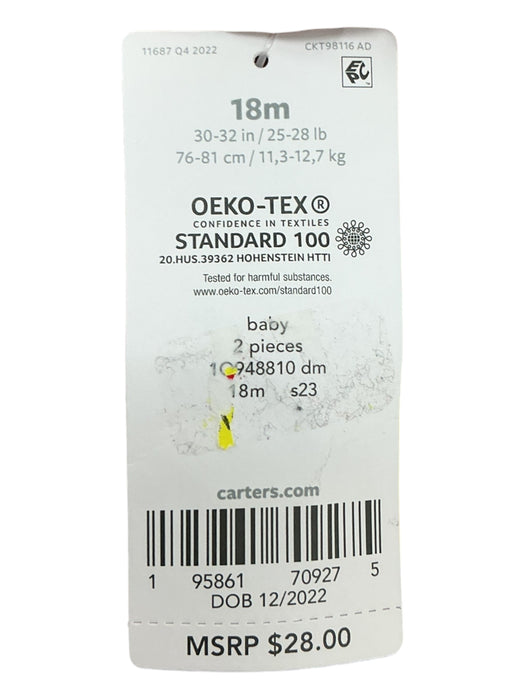 11687 Q4 2022 CKT98116 AD
EPC
18m
30-32 in / 25-28 lb
76-81 cm / 11,3-12,7 kg
OEKO-TEX®
CONFIDENCE IN TEXTILES
STANDARD 100
20.HUS.39362 HOHENSTEIN HTTI
Tested for harmful substances.
www.oeko-tex.com/standard100
baby
2 pieces
1O948810 dm
18m s23
carters.com
1 95861 70927 5
DOB 12/2022
MSRP $28.00